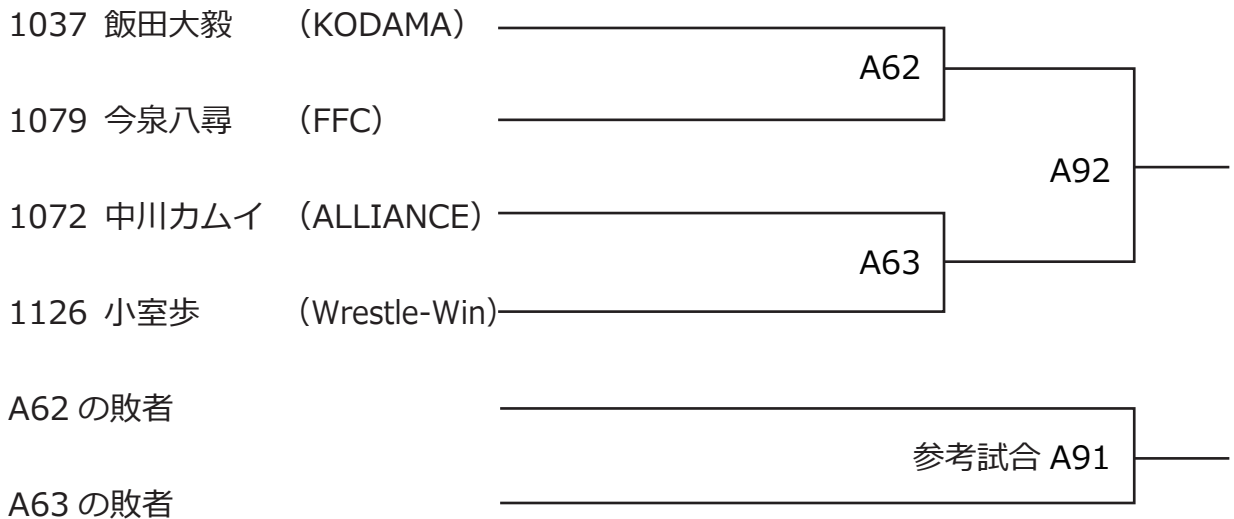 1037 飯田大毅 （KODAMA）
A62
1079 今泉八尋 （FFC）
A92
1072 中川カムイ （ALLIANCE）
A63
1126 小室歩 （Wrestle-Win）
A62 の敗者
参考試合 A91
A63 の敗者